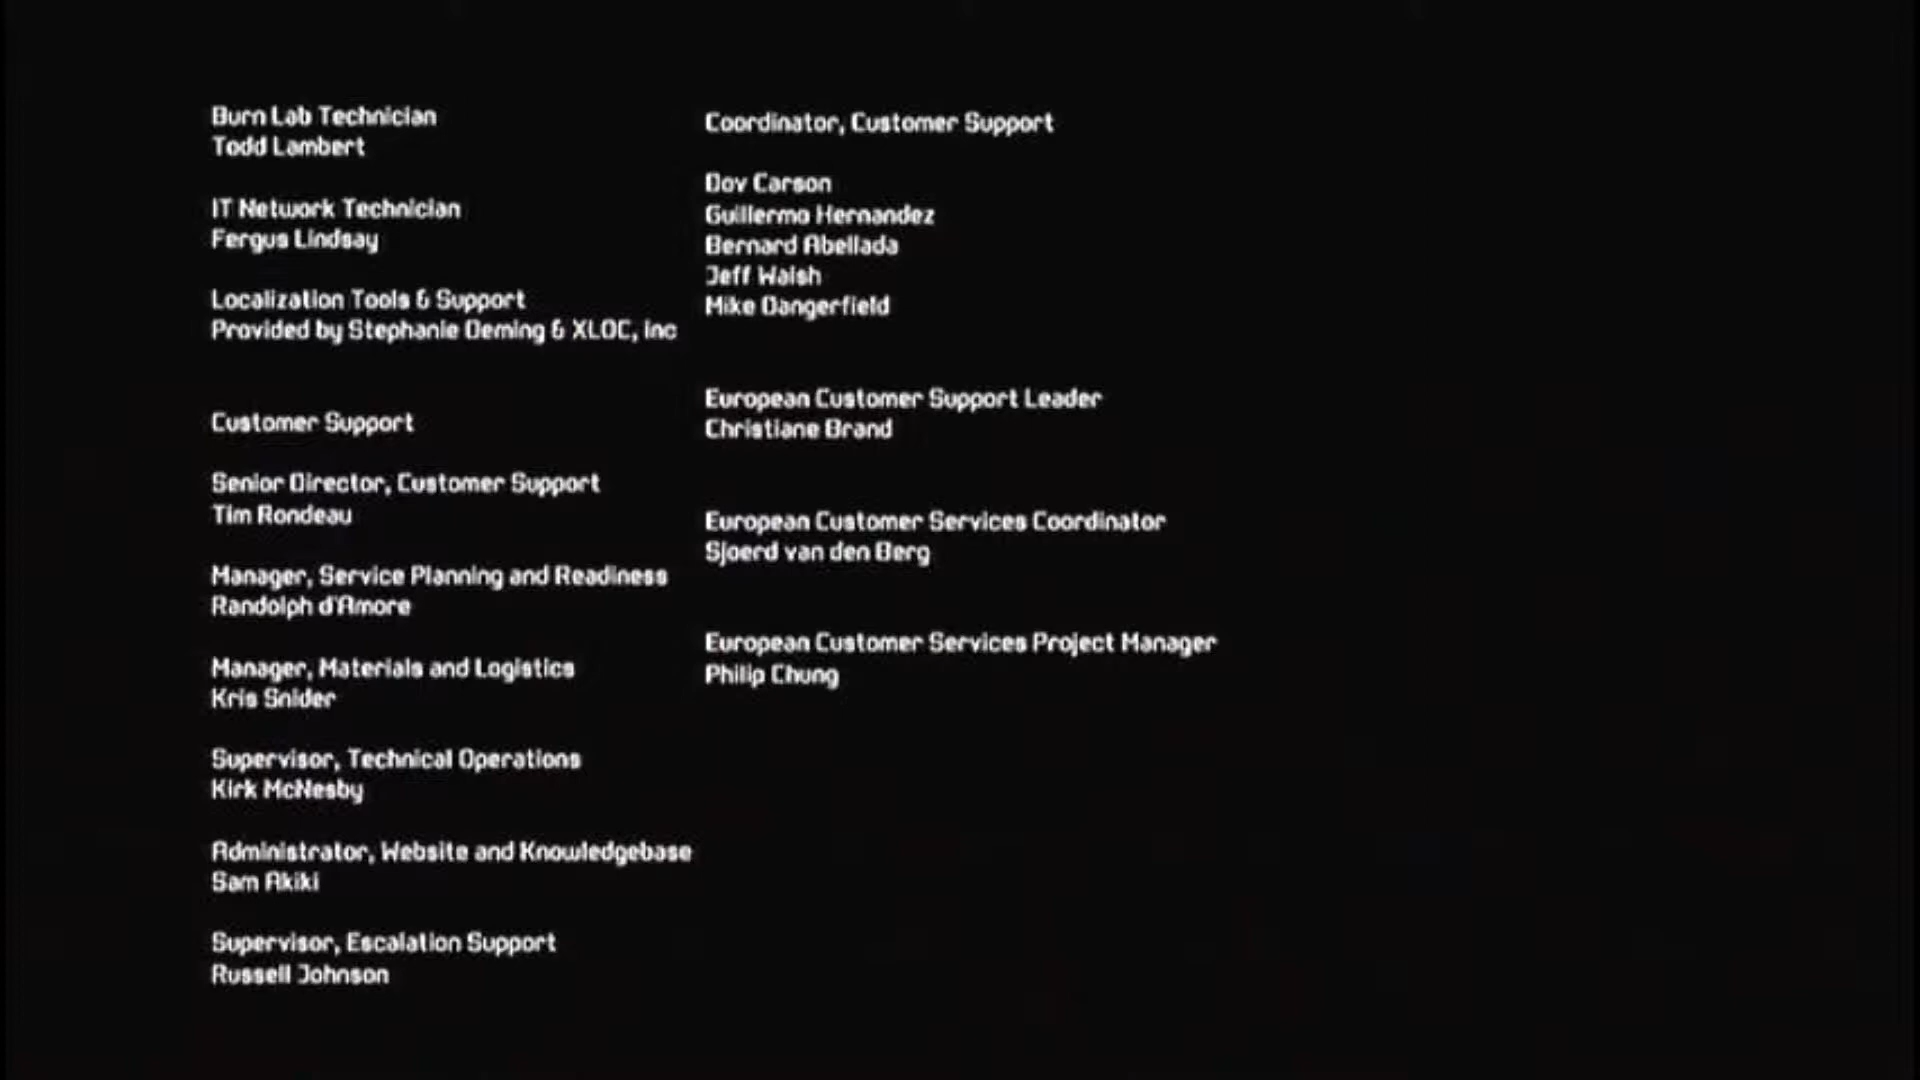 Burn Lab Technician
Todd Lambert
IT Network Technician
Fergus Lindsay
Localization Tools & Support
Provided by Stephanie Deming & XLOC, inc
Customer Support
Senior Director, Customer Support
Tim Rondeau
Manager, Service Planning and Readiness
Randolph d'Amore
Manager, Materials and Logistics
Kris Snider
Supervisor, Technical Operations
Kirk McNesby
Administrator, Website and Knowledgebase
Sam Akiki
Supervisor, Escalation Support
Russell Johnson
Coordinator, Customer Support
Dov Carson
Guillermo Hernandez
Bernard Abellada
Jeff Walsh
Mike Dangerfield
European Customer Support Leader
Christiane Brand
European Customer Services Coordinator
Sjoerd van den Berg
European Customer Services Project Manager
Philip Chung